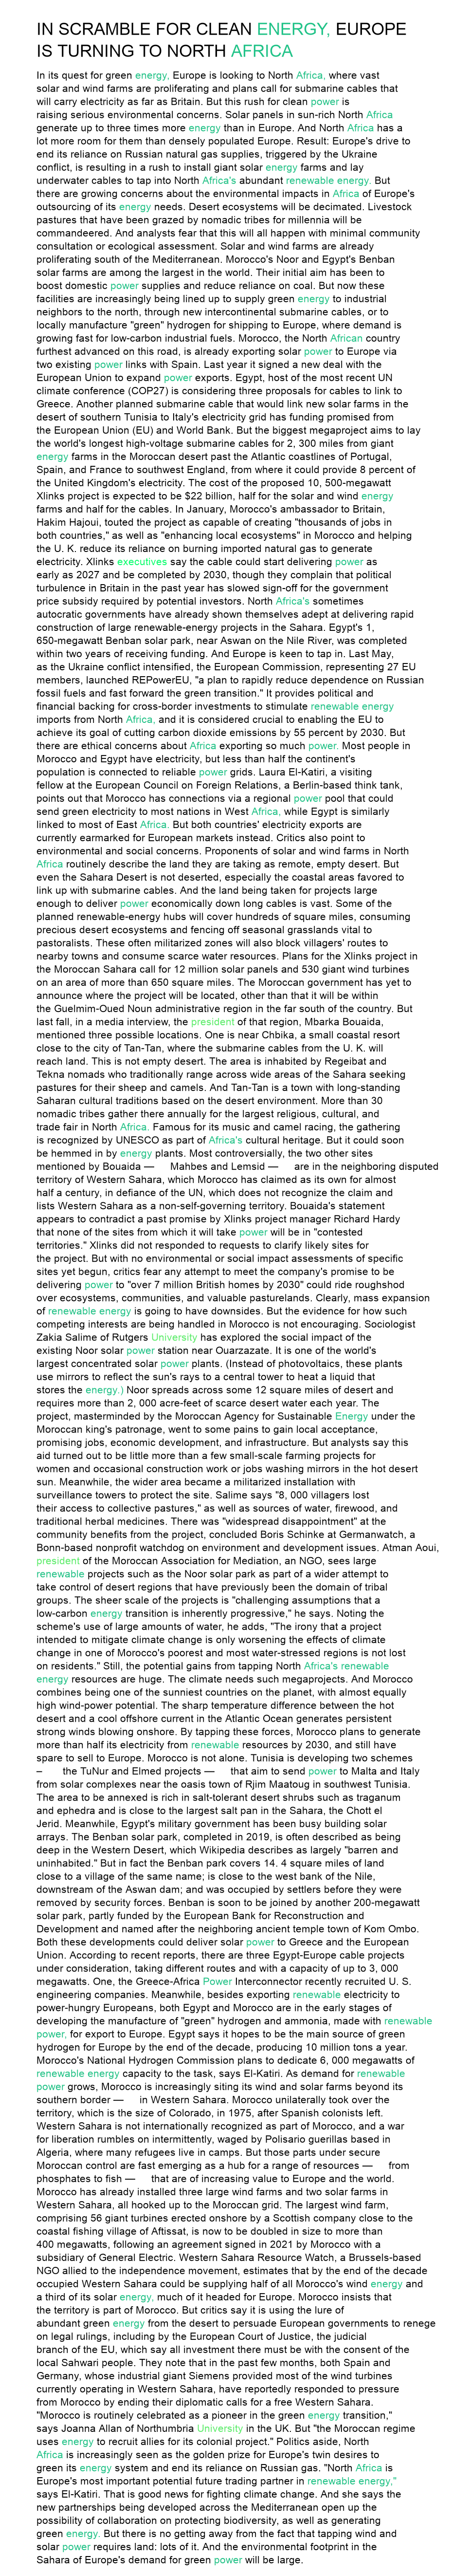 IN SCRAMBLE FOR CLEAN ENERGY, EUROPE
IS TURNING TO NORTH AFRICA
In its quest for green energy, Europe is looking to North Africa, where vast
solar and wind farms are proliferating and plans call for submarine cables that
will carry electricity as far as Britain. But this rush for clean power is
raising serious environmental concerns. Solar panels in sun-rich North Africa
generate up to three times more energy than in Europe. And North Africa has a
lot more room for them than densely populated Europe. Result: Europe's drive to
end its reliance on Russian natural gas supplies, triggered by the Ukraine
conflict, is resulting in a rush to install giant solar energy farms and lay
underwater cables to tap into North Africa's abundant renewable energy. But
there are growing concerns about the environmental impacts in Africa of Europe's
outsourcing of its energy needs. Desert ecosystems will be decimated. Livestock
pastures that have been grazed by nomadic tribes for millennia will be
commandeered. And analysts fear that this will all happen with minimal community
consultation or ecological assessment. Solar and wind farms are already
proliferating south of the Mediterranean. Morocco's Noor and Egypt's Benban
solar farms are among the largest in the world. Their initial aim has been to
boost domestic power supplies and reduce reliance on coal. But now these
facilities are increasingly being lined up to supply green energy to industrial
neighbors to the north, through new intercontinental submarine cables, or to
locally manufacture "green" hydrogen for shipping to Europe, where demand is
growing fast for low-carbon industrial fuels. Morocco, the North African country
furthest advanced on this road, is already exporting solar power to Europe via
two existing power links with Spain. Last year it signed a new deal with the
European Union to expand power exports. Egypt, host of the most recent UN
climate conference (COP27) is considering three proposals for cables to link to
Greece. Another planned submarine cable that would link new solar farms in the
desert of southern Tunisia to Italy's electricity grid has funding promised from
the European Union (EU) and World Bank. But the biggest megaproject aims to lay
the world's longest high-voltage submarine cables for 2, 300 miles from giant
energy farms in the Moroccan desert past the Atlantic coastlines of Portugal,
Spain, and France to southwest England, from where it could provide 8 percent of
the United Kingdom's electricity. The cost of the proposed 10, 500-megawatt
Xlinks project is expected to be $22 billion, half for the solar and wind energy
farms and half for the cables. In January, Morocco's ambassador to Britain,
Hakim Hajoui, touted the project as capable of creating "thousands of jobs in
both countries," as well as "enhancing local ecosystems" in Morocco and helping
the U. K. reduce its reliance on burning imported natural gas to generate
electricity. Xlinks executives say the cable could start delivering power as
early as 2027 and be completed by 2030, though they complain that political
turbulence in Britain in the past year has slowed sign-off for the government
price subsidy required by potential investors. North Africa's sometimes
autocratic governments have already shown themselves adept at delivering rapid
construction of large renewable-energy projects in the Sahara. Egypt's 1,
650-megawatt Benban solar park, near Aswan on the Nile River, was completed
within two years of receiving funding. And Europe is keen to tap in. Last May,
as the Ukraine conflict intensified, the European Commission, representing 27 EU
members, launched REPowerEU, "a plan to rapidly reduce dependence on Russian
fossil fuels and fast forward the green transition." It provides political and
financial backing for cross-border investments to stimulate renewable energy
imports from North Africa, and it is considered crucial to enabling the EU to
achieve its goal of cutting carbon dioxide emissions by 55 percent by 2030. But
there are ethical concerns about Africa exporting so much power. Most people in
Morocco and Egypt have electricity, but less than half the continent's
population is connected to reliable power grids. Laura El-Katiri, a visiting
fellow at the European Council on Foreign Relations, a Berlin-based think tank,
points out that Morocco has connections via a regional power pool that could
send green electricity to most nations in West Africa, while Egypt is similarly
linked to most of East Africa. But both countries' electricity exports are
currently earmarked for European markets instead. Critics also point to
environmental and social concerns. Proponents of solar and wind farms in North
Africa routinely describe the land they are taking as remote, empty desert. But
even the Sahara Desert is not deserted, especially the coastal areas favored to
link up with submarine cables. And the land being taken for projects large
enough to deliver power economically down long cables is vast. Some of the
planned renewable-energy hubs will cover hundreds of square miles, consuming
precious desert ecosystems and fencing off seasonal grasslands vital to
pastoralists. These often militarized zones will also block villagers' routes to
nearby towns and consume scarce water resources. Plans for the Xlinks project in
the Moroccan Sahara call for 12 million solar panels and 530 giant wind turbines
on an area of more than 650 square miles. The Moroccan government has yet to
announce where the project will be located, other than that it will be within
the Guelmim-Oued Noun administrative region in the far south of the country. But
last fall, in a media interview, the president of that region, Mbarka Bouaida,
mentioned three possible locations. One is near Chbika, a small coastal resort
close to the city of Tan-Tan, where the submarine cables from the U. K. will
reach land. This is not empty desert. The area is inhabited by Regeibat and
Tekna nomads who traditionally range across wide areas of the Sahara seeking
pastures for their sheep and camels. And Tan-Tan is a town with long-standing
Saharan cultural traditions based on the desert environment. More than 30
nomadic tribes gather there annually for the largest religious, cultural, and
trade fair in North Africa. Famous for its music and camel racing, the gathering
is recognized by UNESCO as part of Africa's cultural heritage. But it could soon
be hemmed in by energy plants. Most controversially, the two other sites
mentioned by Bouaida — Mahbes and Lemsid — are in the neighboring disputed
territory of Western Sahara, which Morocco has claimed as its own for almost
half a century, in defiance of the UN, which does not recognize the claim and
lists Western Sahara as a non-self-governing territory. Bouaida's statement
appears to contradict a past promise by Xlinks project manager Richard Hardy
that none of the sites from which it will take power will be in "contested
territories." Xlinks did not responded to requests to clarify likely sites for
the project. But with no environmental or social impact assessments of specific
sites yet begun, critics fear any attempt to meet the company's promise to be
delivering power to "over 7 million British homes by 2030" could ride roughshod
over ecosystems, communities, and valuable pasturelands. Clearly, mass expansion
of renewable energy is going to have downsides. But the evidence for how such
competing interests are being handled in Morocco is not encouraging. Sociologist
Zakia Salime of Rutgers University has explored the social impact of the
existing Noor solar power station near Ouarzazate. It is one of the world's
largest concentrated solar power plants. (Instead of photovoltaics, these plants
use mirrors to reflect the sun's rays to a central tower to heat a liquid that
stores the energy.) Noor spreads across some 12 square miles of desert and
requires more than 2, 000 acre-feet of scarce desert water each year. The
project, masterminded by the Moroccan Agency for Sustainable Energy under the
Moroccan king's patronage, went to some pains to gain local acceptance,
promising jobs, economic development, and infrastructure. But analysts say this
aid turned out to be little more than a few small-scale farming projects for
women and occasional construction work or jobs washing mirrors in the hot desert
sun. Meanwhile, the wider area became a militarized installation with
surveillance towers to protect the site. Salime says "8, 000 villagers lost
their access to collective pastures," as well as sources of water, firewood, and
traditional herbal medicines. There was "widespread disappointment" at the
community benefits from the project, concluded Boris Schinke at Germanwatch, a
Bonn-based nonprofit watchdog on environment and development issues. Atman Aoui,
president of the Moroccan Association for Mediation, an NGO, sees large
renewable projects such as the Noor solar park as part of a wider attempt to
take control of desert regions that have previously been the domain of tribal
groups. The sheer scale of the projects is "challenging assumptions that a
low-carbon energy transition is inherently progressive," he says. Noting the
scheme's use of large amounts of water, he adds, "The irony that a project
intended to mitigate climate change is only worsening the effects of climate
change in one of Morocco's poorest and most water-stressed regions is not lost
on residents." Still, the potential gains from tapping North Africa's renewable
energy resources are huge. The climate needs such megaprojects. And Morocco
combines being one of the sunniest countries on the planet, with almost equally
high wind-power potential. The sharp temperature difference between the hot
desert and a cool offshore current in the Atlantic Ocean generates persistent
strong winds blowing onshore. By tapping these forces, Morocco plans to generate
more than half its electricity from renewable resources by 2030, and still have
spare to sell to Europe. Morocco is not alone. Tunisia is developing two schemes
– the TuNur and Elmed projects — that aim to send power to Malta and Italy
from solar complexes near the oasis town of Rjim Maatoug in southwest Tunisia.
The area to be annexed is rich in salt-tolerant desert shrubs such as traganum
and ephedra and is close to the largest salt pan in the Sahara, the Chott el
Jerid. Meanwhile, Egypt's military government has been busy building solar
arrays. The Benban solar park, completed in 2019, is often described as being
deep in the Western Desert, which Wikipedia describes as largely "barren and
uninhabited." But in fact the Benban park covers 14. 4 square miles of land
close to a village of the same name; is close to the west bank of the Nile,
downstream of the Aswan dam; and was occupied by settlers before they were
removed by security forces. Benban is soon to be joined by another 200-megawatt
solar park, partly funded by the European Bank for Reconstruction and
Development and named after the neighboring ancient temple town of Kom Ombo.
Both these developments could deliver solar power to Greece and the European
Union. According to recent reports, there are three Egypt-Europe cable projects
under consideration, taking different routes and with a capacity of up to 3, 000
megawatts. One, the Greece-Africa Power Interconnector recently recruited U. S.
engineering companies. Meanwhile, besides exporting renewable electricity to
power-hungry Europeans, both Egypt and Morocco are in the early stages of
developing the manufacture of "green" hydrogen and ammonia, made with renewable
power, for export to Europe. Egypt says it hopes to be the main source of green
hydrogen for Europe by the end of the decade, producing 10 million tons a year.
Morocco's National Hydrogen Commission plans to dedicate 6, 000 megawatts of
renewable energy capacity to the task, says El-Katiri. As demand for renewable
power grows, Morocco is increasingly siting its wind and solar farms beyond its
southern border — in Western Sahara. Morocco unilaterally took over the
territory, which is the size of Colorado, in 1975, after Spanish colonists left.
Western Sahara is not internationally recognized as part of Morocco, and a war
for liberation rumbles on intermittently, waged by Polisario guerillas based in
Algeria, where many refugees live in camps. But those parts under secure
Moroccan control are fast emerging as a hub for a range of resources — from
phosphates to fish — that are of increasing value to Europe and the world.
Morocco has already installed three large wind farms and two solar farms in
Western Sahara, all hooked up to the Moroccan grid. The largest wind farm,
comprising 56 giant turbines erected onshore by a Scottish company close to the
coastal fishing village of Aftissat, is now to be doubled in size to more than
400 megawatts, following an agreement signed in 2021 by Morocco with a
subsidiary of General Electric. Western Sahara Resource Watch, a Brussels-based
NGO allied to the independence movement, estimates that by the end of the decade
occupied Western Sahara could be supplying half of all Morocco's wind energy and
a third of its solar energy, much of it headed for Europe. Morocco insists that
the territory is part of Morocco. But critics say it is using the lure of
abundant green energy from the desert to persuade European governments to renege
on legal rulings, including by the European Court of Justice, the judicial
branch of the EU, which say all investment there must be with the consent of the
local Sahwari people. They note that in the past few months, both Spain and
Germany, whose industrial giant Siemens provided most of the wind turbines
currently operating in Western Sahara, have reportedly responded to pressure
from Morocco by ending their diplomatic calls for a free Western Sahara.
"Morocco is routinely celebrated as a pioneer in the green energy transition,"
says Joanna Allan of Northumbria University in the UK. But "the Moroccan regime
uses energy to recruit allies for its colonial project." Politics aside, North
Africa is increasingly seen as the golden prize for Europe's twin desires to
green its energy system and end its reliance on Russian gas. "North Africa is
Europe's most important potential future trading partner in renewable energy,"
says El-Katiri. That is good news for fighting climate change. And she says the
new partnerships being developed across the Mediterranean open up the
possibility of collaboration on protecting biodiversity, as well as generating
green energy. But there is no getting away from the fact that tapping wind and
solar power requires land: lots of it. And the environmental footprint in the
Sahara of Europe's demand for green power will be large.